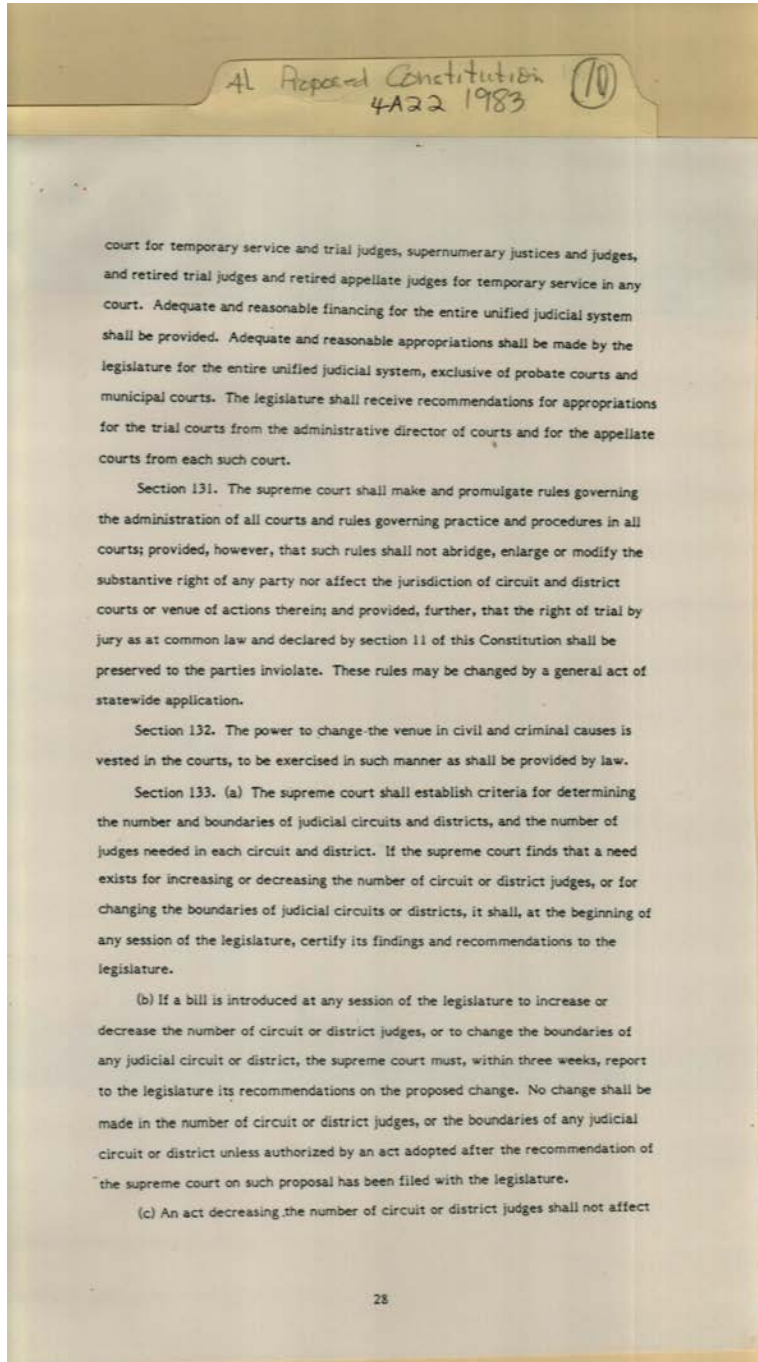 AL Proposed Constitution 10
4A22 1983
court for temporary service and trial judges, supernumerary justices and judges,
and retired trial judges and retired appellate judges for temporary service in any
court. Adequate and reasonable financing for the entire unified judicial system
shall be provided. Adequate and reasonable appropriations shall be made by the
legislature for the entire unified judicial system, exclusive of probate courts and
municipal courts. The legislature shall receive recommendations for appropriations
for the trial courts from the administrative director of courts and for the appellate
courts from each such court.
Section 131. The supreme court shall make and promulgate rules governing
the administration of all courts and rules governing practice and procedures in all
courts; provided, however, that such rules shall not abridge, enlarge or modify the
substantive right of any party nor affect the jurisdiction of circuit and district
courts or venue of actions therein; and provided, further, that the right of trial by
jury as at common law and declared by section 11 of this Constitution shall be
preserved to the parties inviolate. These rules may be changed by a general act of
statewide application.
Section 132. The power to change the venue in civil and criminal causes is
vested in the courts, to be exercised in such manner as shall be provided by law.
Section 133. (a) The supreme court shall establish criteria for determining
the number and boundaries of judicial circuits and districts, and the number of
judges needed in each circuit and district. If the supreme court finds that a need
exists for increasing or decreasing the number of circuit or district judges, or for
changing the boundaries of judicial circuits or districts, it shall, at the beginning of
any session of the legislature, certify its findings and recommendations to the
legislature.
(b) If a bill is introduced at any session of the legislature to increase or
decrease the number of circuit or district judges, or to change the boundaries of
any judicial circuit or district, the supreme court must, within three weeks, report
to the legislature its recommendations on the proposed change. No change shall be
made in the number of circuit or district judges, or the boundaries of any judicial
circuit or district unless authorized by an act adopted after the recommendation of
the supreme court on such proposal has been filed with the legislature.
(c) An act decreasing the number of circuit or district judges shall not affect
28